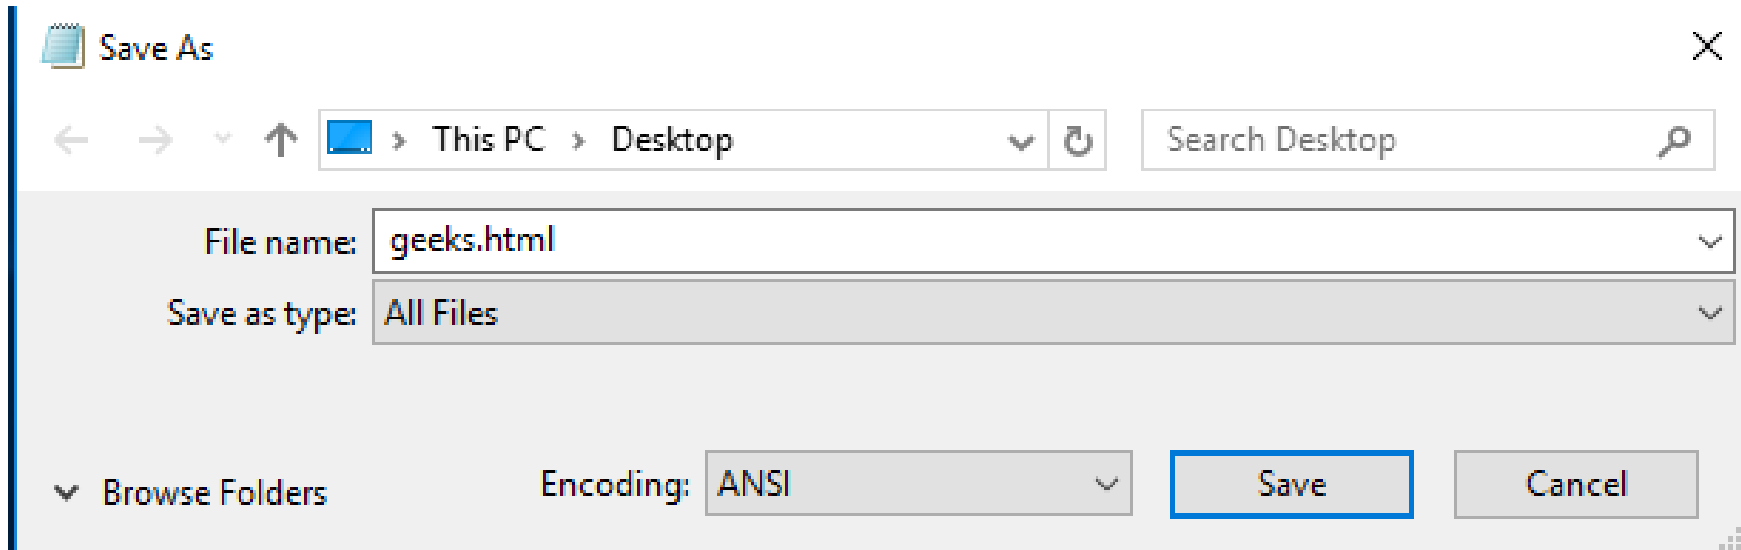 Save As
This PC > Desktop
Search Desktop
File name: geeks.html
Save as type: All Files
Browse Folders
Encoding: ANSI
Save
Cancel